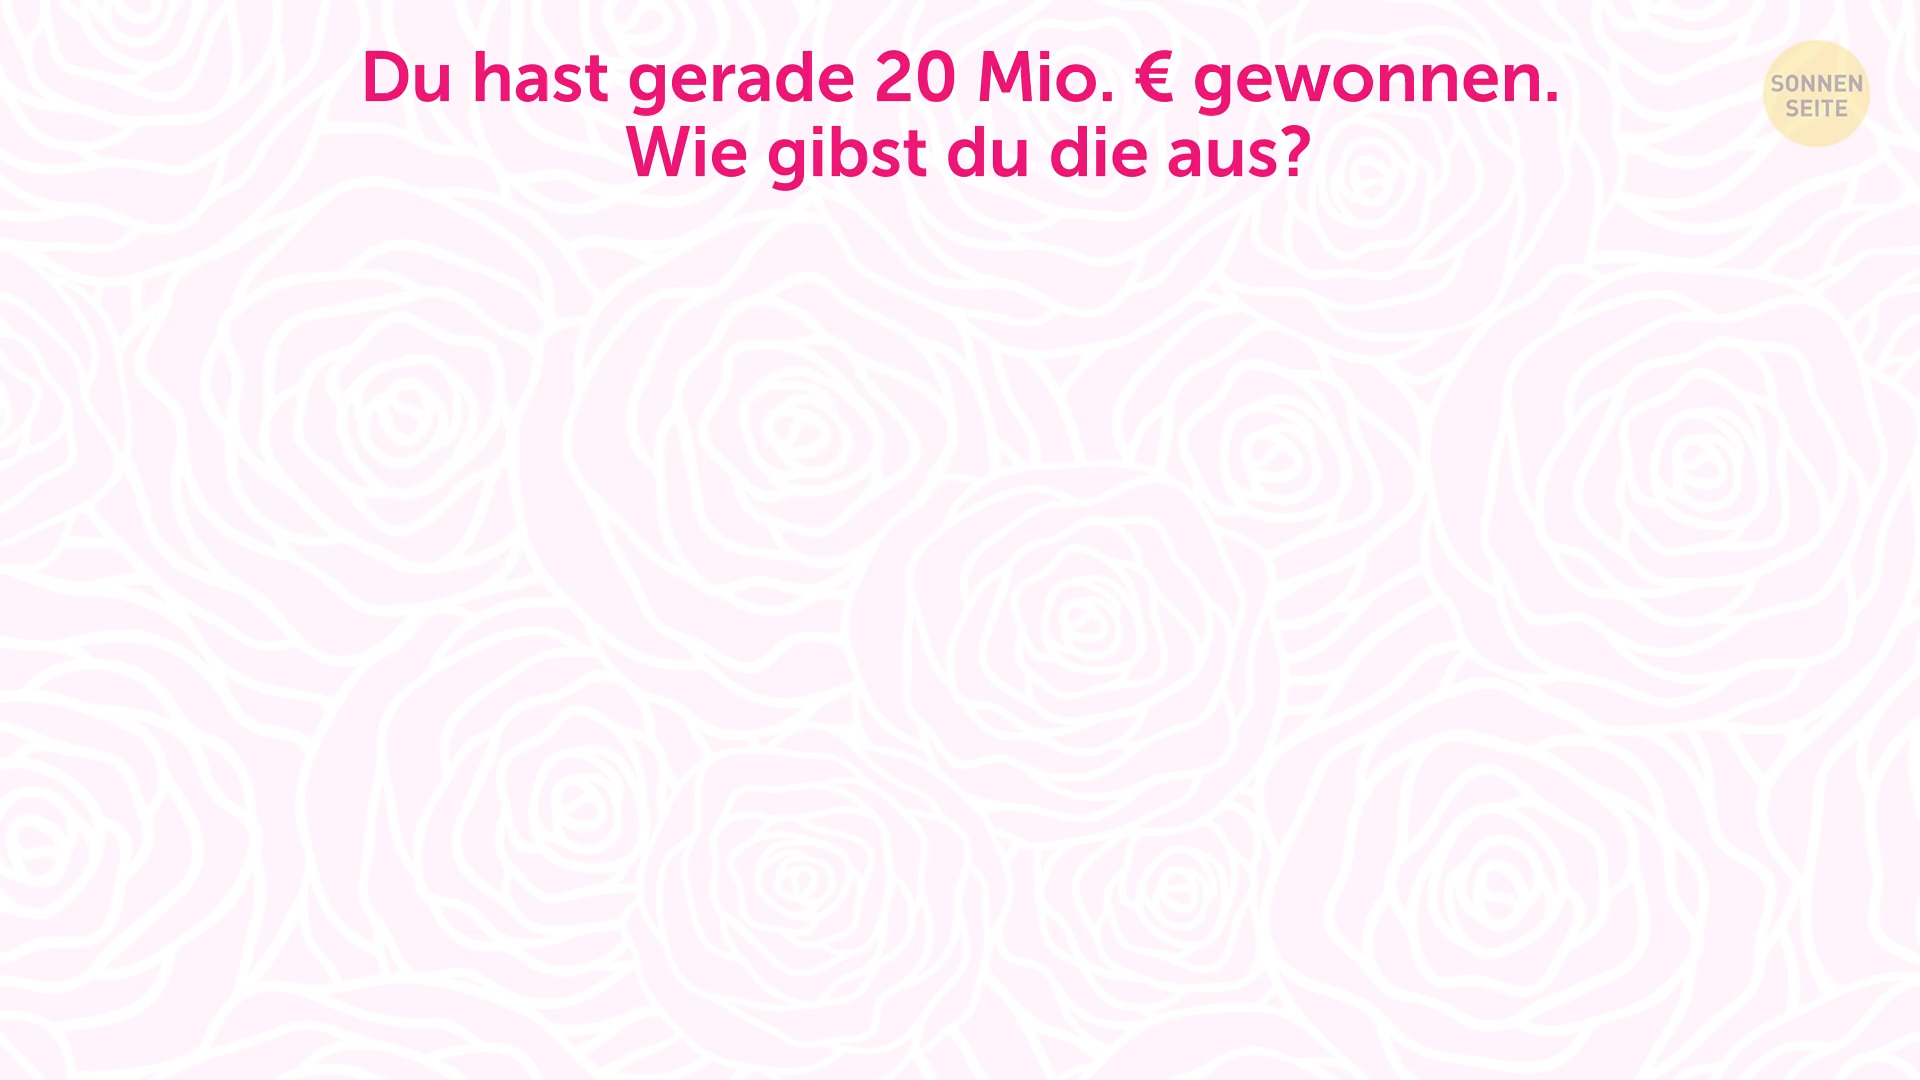 Du hast gerade 20 Mio. € gewonnen.
Wie gibst du die aus?
SONNEN
SEITE